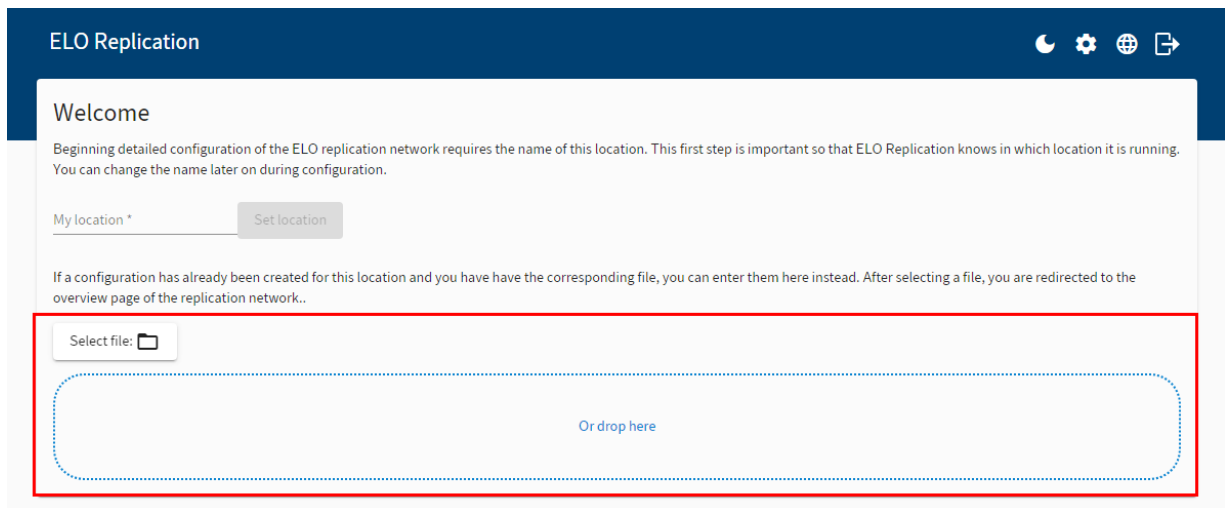 ELO Replication
Welcome
Beginning detailed configuration of the ELO replication network requires the name of this location. This first step is important so that ELO Replication knows in which location it is running.
You can change the name later on during configuration.
My location *
Set location
If a configuration has already been created for this location and you have have the corresponding file, you can enter them here instead. After selecting a file, you are redirected to the
overview page of the replication network..
Select file:
Or drop here